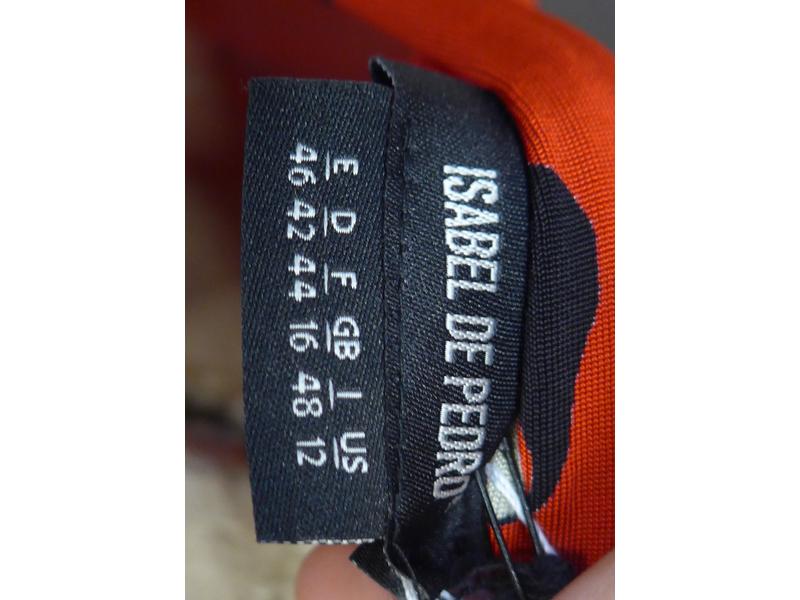 ISABEL DE PEDRO
E D F GB I US
46 42 44 16 48 12